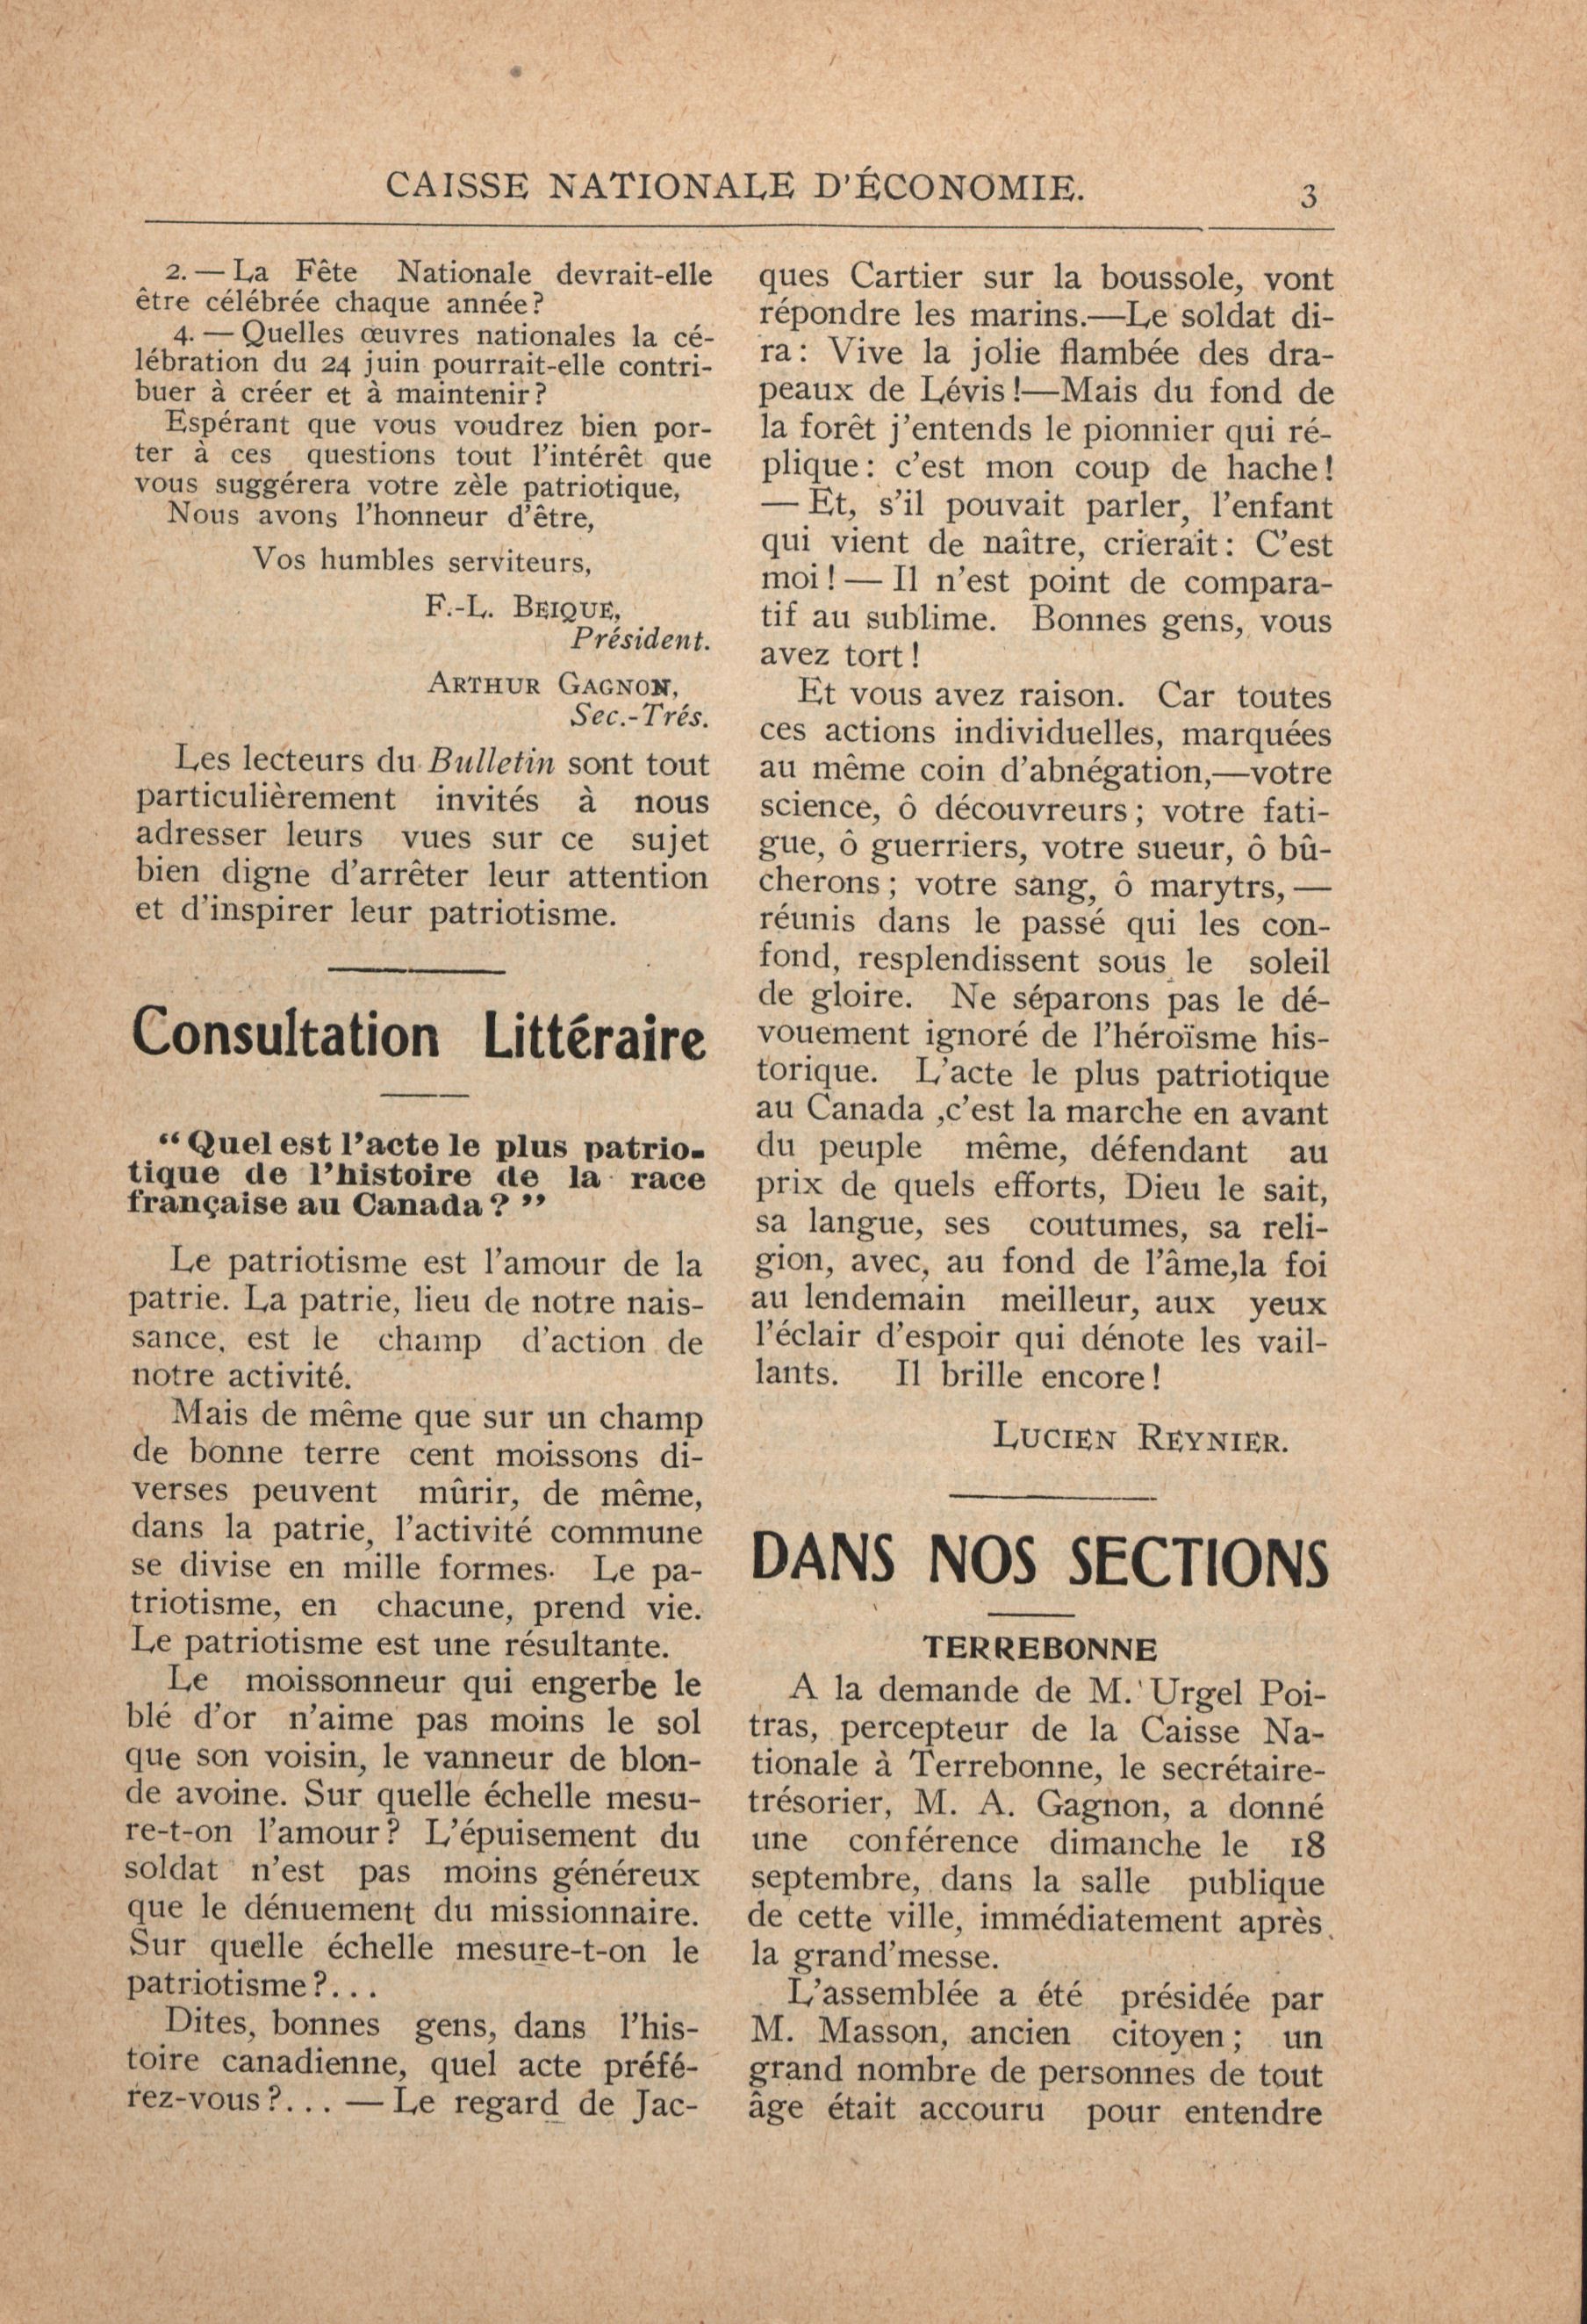 CAISSE NATIONALE D'ÉCONOMIE.
3
2. — La Fête Nationale devrait-elle
être célébrée chaque année?
4. — Quelles œuvres nationales la cé-
lébration du 24 juin pourrait-elle contri-
buer à créer et à maintenir?
Espérant que vous voudrez bien por-
ter à ces questions tout l'intérêt que
vous suggérera votre zèle patriotique,
Nous avons l'honneur d'être,
Vos humbles serviteurs,
F.-L. BEIQUE,
Président.
ARTHUR GAGNON,
Sec.-Trés.
Les lecteurs du Bulletin sont tout
particulièrement invités à nous
adresser leurs vues sur ce sujet
bien digne d'arrêter leur attention
et d'inspirer leur patriotisme.
Consultation Littéraire
“Quel est l’acte le plus patrio-
tique de l’histoire de la race
française au Canada ? ”
Le patriotisme est l'amour de la
patrie. La patrie, lieu de notre nais-
sance, est le champ d'action de
notre activité.
Mais de même que sur un champ
de bonne terre cent moissons di-
verses peuvent mûrir, de même,
dans la patrie, l'activité commune
se divise en mille formes. Le pa-
triotisme, en chacune, prend vie.
Le patriotisme est une résultante.
Le moissonneur qui engerbe le
blé d'or n'aime pas moins le sol
que son voisin, le vanneur de blon-
de avoine. Sur quelle échelle mesu-
re-t-on l'amour? L'épuisement du
soldat n'est pas moins généreux
que le dénuement du missionnaire.
Sur quelle échelle mesure-t-on le
patriotisme?...
Dites, bonnes gens, dans l'his-
toire canadienne, quel acte préfé-
rez-vous?... — Le regard de Jac-
ques Cartier sur la boussole, vont
répondre les marins.—Le soldat di-
ra: Vive la jolie flambée des dra-
peaux de Lévis!—Mais du fond de
la forêt j'entends le pionnier qui ré-
plique: c'est mon coup de hache!
— Et, s'il pouvait parler, l'enfant
qui vient de naître, crierait: C'est
moi! — Il n'est point de compara-
tif au sublime. Bonnes gens, vous
avez tort!
Et vous avez raison. Car toutes
ces actions individuelles, marquées
au même coin d'abnégation,—votre
science, ô découvreurs; votre fati-
gue, ô guerriers, votre sueur, ô bû-
cherons; votre sang, ô marytrs, —
réunis dans le passé qui les con-
fond, resplendissent sous le soleil
de gloire. Ne séparons pas le dé-
vouement ignoré de l'héroïsme his-
torique. L'acte le plus patriotique
au Canada ,c'est la marche en avant
du peuple même, défendant au
prix de quels efforts, Dieu le sait,
sa langue, ses coutumes, sa reli-
gion, avec, au fond de l'âme,la foi
au lendemain meilleur, aux yeux
l'éclair d'espoir qui dénote les vail-
lants. Il brille encore!
LUCIEN REYNIER.
DANS NOS SECTIONS
TERREBONNE
A la demande de M. Urgel Poi-
tras, percepteur de la Caisse Na-
tionale à Terrebonne, le secrétaire-
trésorier, M. A. Gagnon, a donné
une conférence dimanche le 18
septembre, dans la salle publique
de cette ville, immédiatement après
la grand'messe.
L'assemblée a été présidée par
M. Masson, ancien citoyen; un
grand nombre de personnes de tout
âge était accouru pour entendre